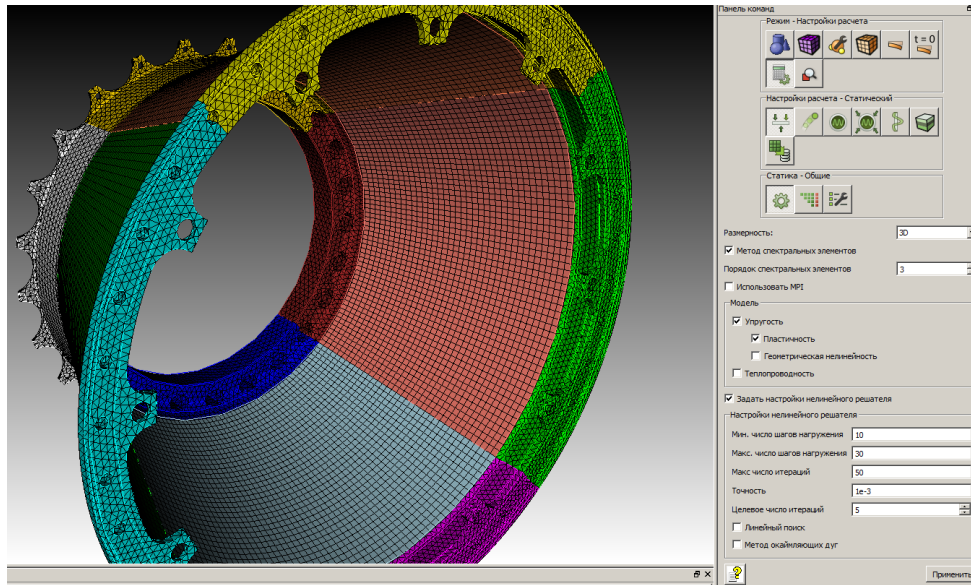 Панель команд
Режим - Настройки расчета
t = 0
Настройки расчета - Статический
Статика - Общие
Размерность: 3D
Метод спектральных элементов
Порядок спектральных элементов 3
Использовать MPI
Модель
Упругость
Пластичность
Геометрическая нелинейность
Теплопроводность
Задать настройки нелинейного решателя
Настройки нелинейного решателя
Мин. число шагов нагружения 10
Макс. число шагов нагружения 30
Макс число итераций 50
Точность 1e-3
Целевое число итераций 5
Линейный поиск
Метод окаймляющих дуг
Применить